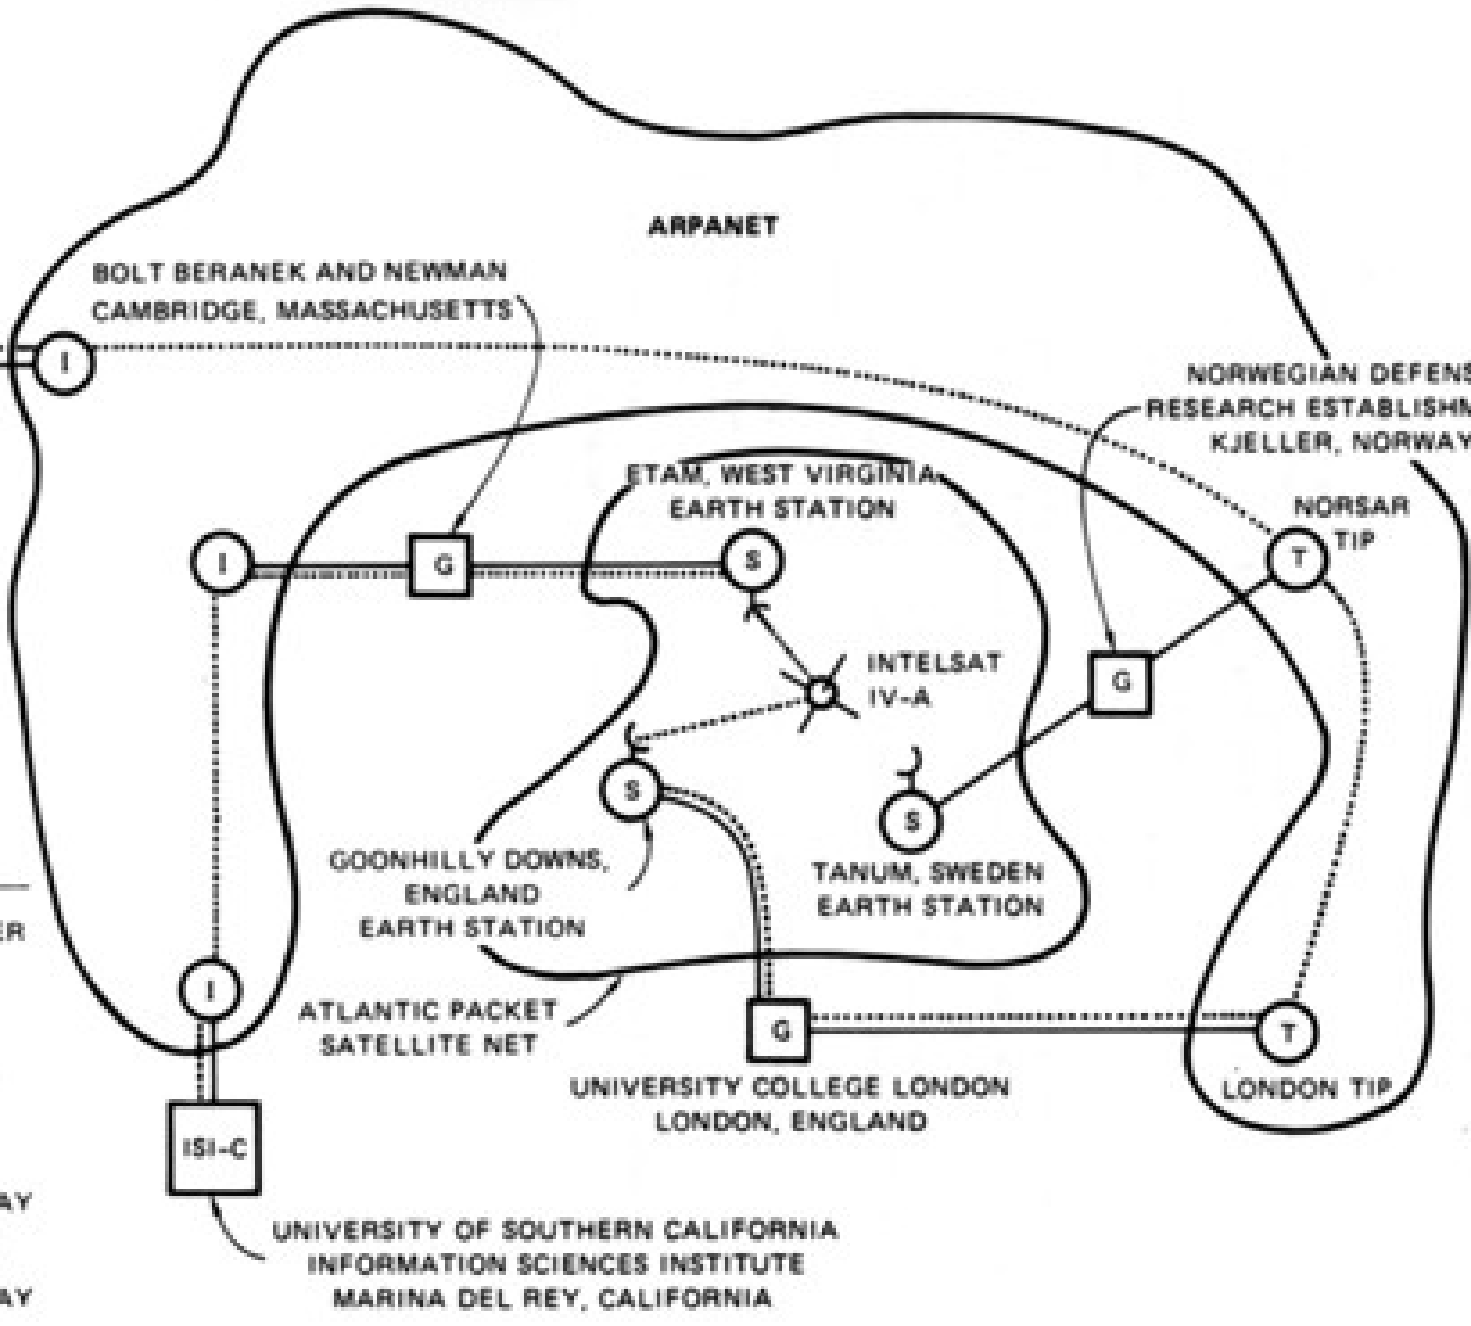 ARPANET
BOLT BERANEK AND NEWMAN
CAMBRIDGE, MASSACHUSETTS
I
NORWEGIAN DEFENS
RESEARCH ESTABLISHM
KJELLER, NORWAY
ETAM, WEST VIRGINIA
EARTH STATION
NORSAR
TIP
I
G
S
T
INTELSAT
IV-A
G
S
S
GOONHILLY DOWNS,
ENGLAND
EARTH STATION
TANUM, SWEDEN
EARTH STATION
ER
I
ATLANTIC PACKET
SATELLITE NET
G
T
UNIVERSITY COLLEGE LONDON
LONDON, ENGLAND
LONDON TIP
ISI-C
AY
UNIVERSITY OF SOUTHERN CALIFORNIA
INFORMATION SCIENCES INSTITUTE
MARINA DEL REY, CALIFORNIA
AY